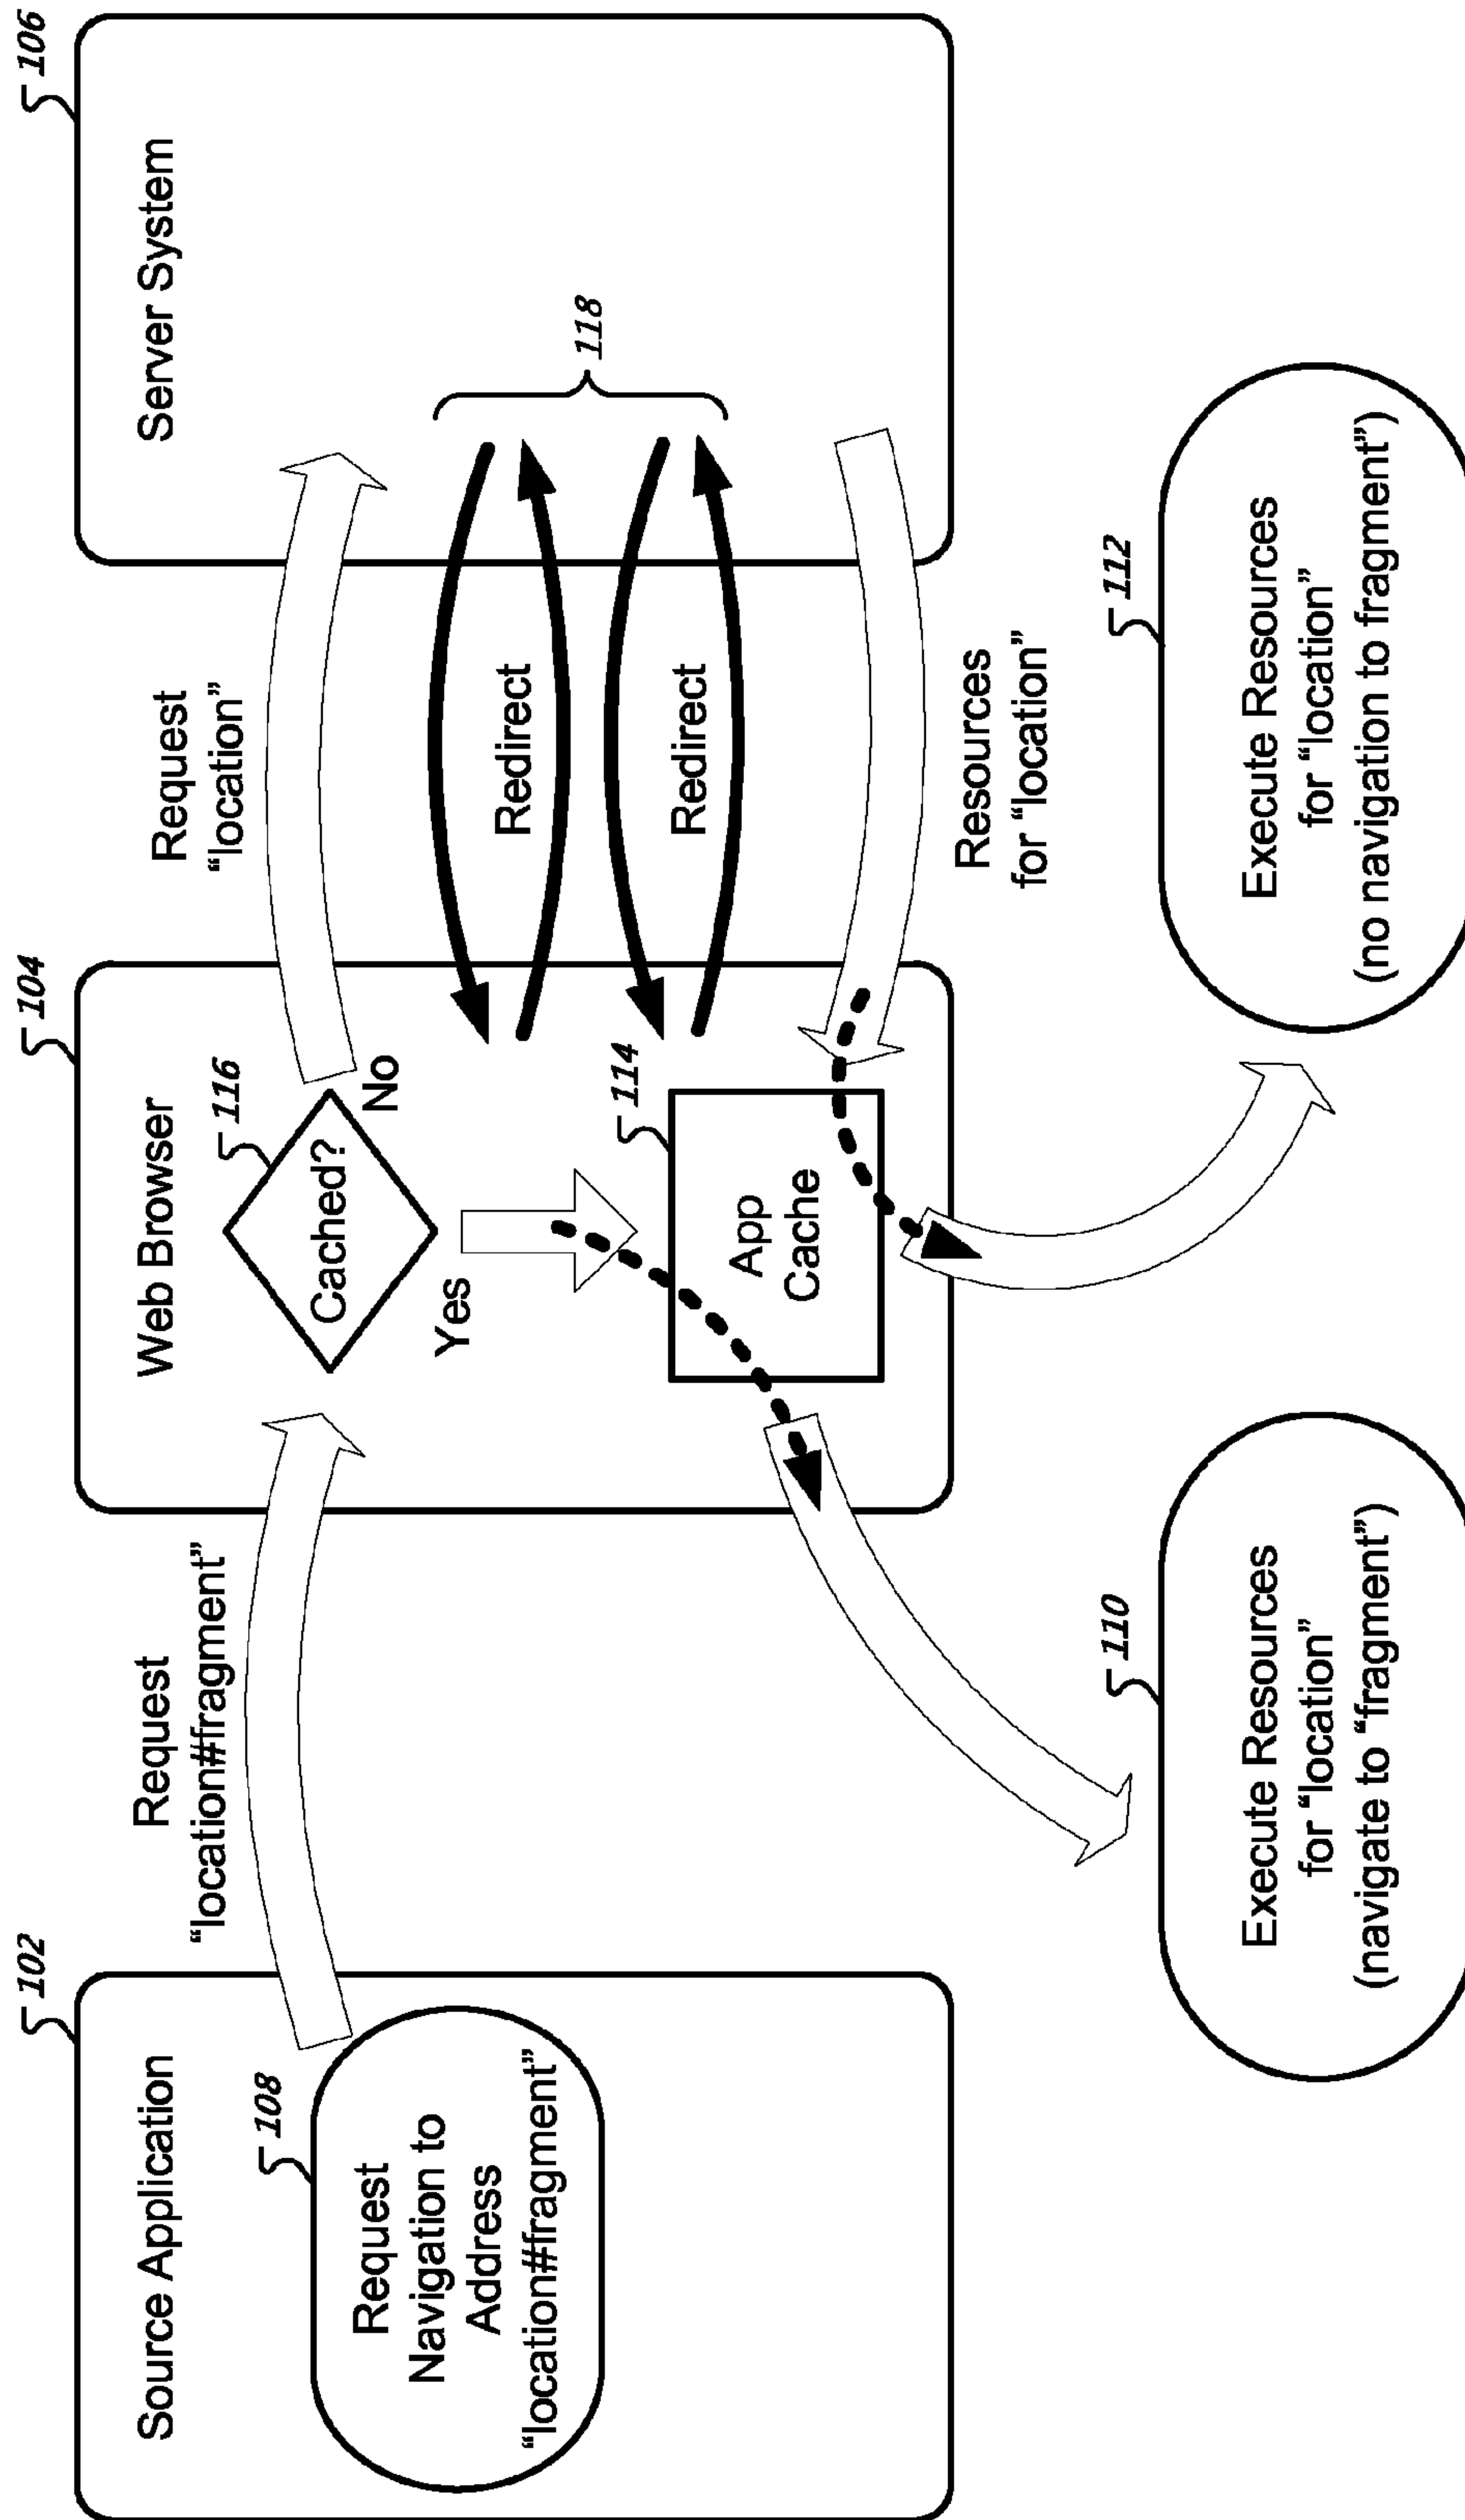 102
104
106
Source Application
Web Browser
Server System
108
Request
Navigation to
Address
“location#fragment”
Request
“location#fragment”
116
Cached?
No
Yes
Request
“location”
Redirect
Redirect
118
114
App
Cache
Resources
for “location”
110
Execute Resources
for “location”
(navigate to “fragment”)
112
Execute Resources
for “location”
(no navigation to fragment”)